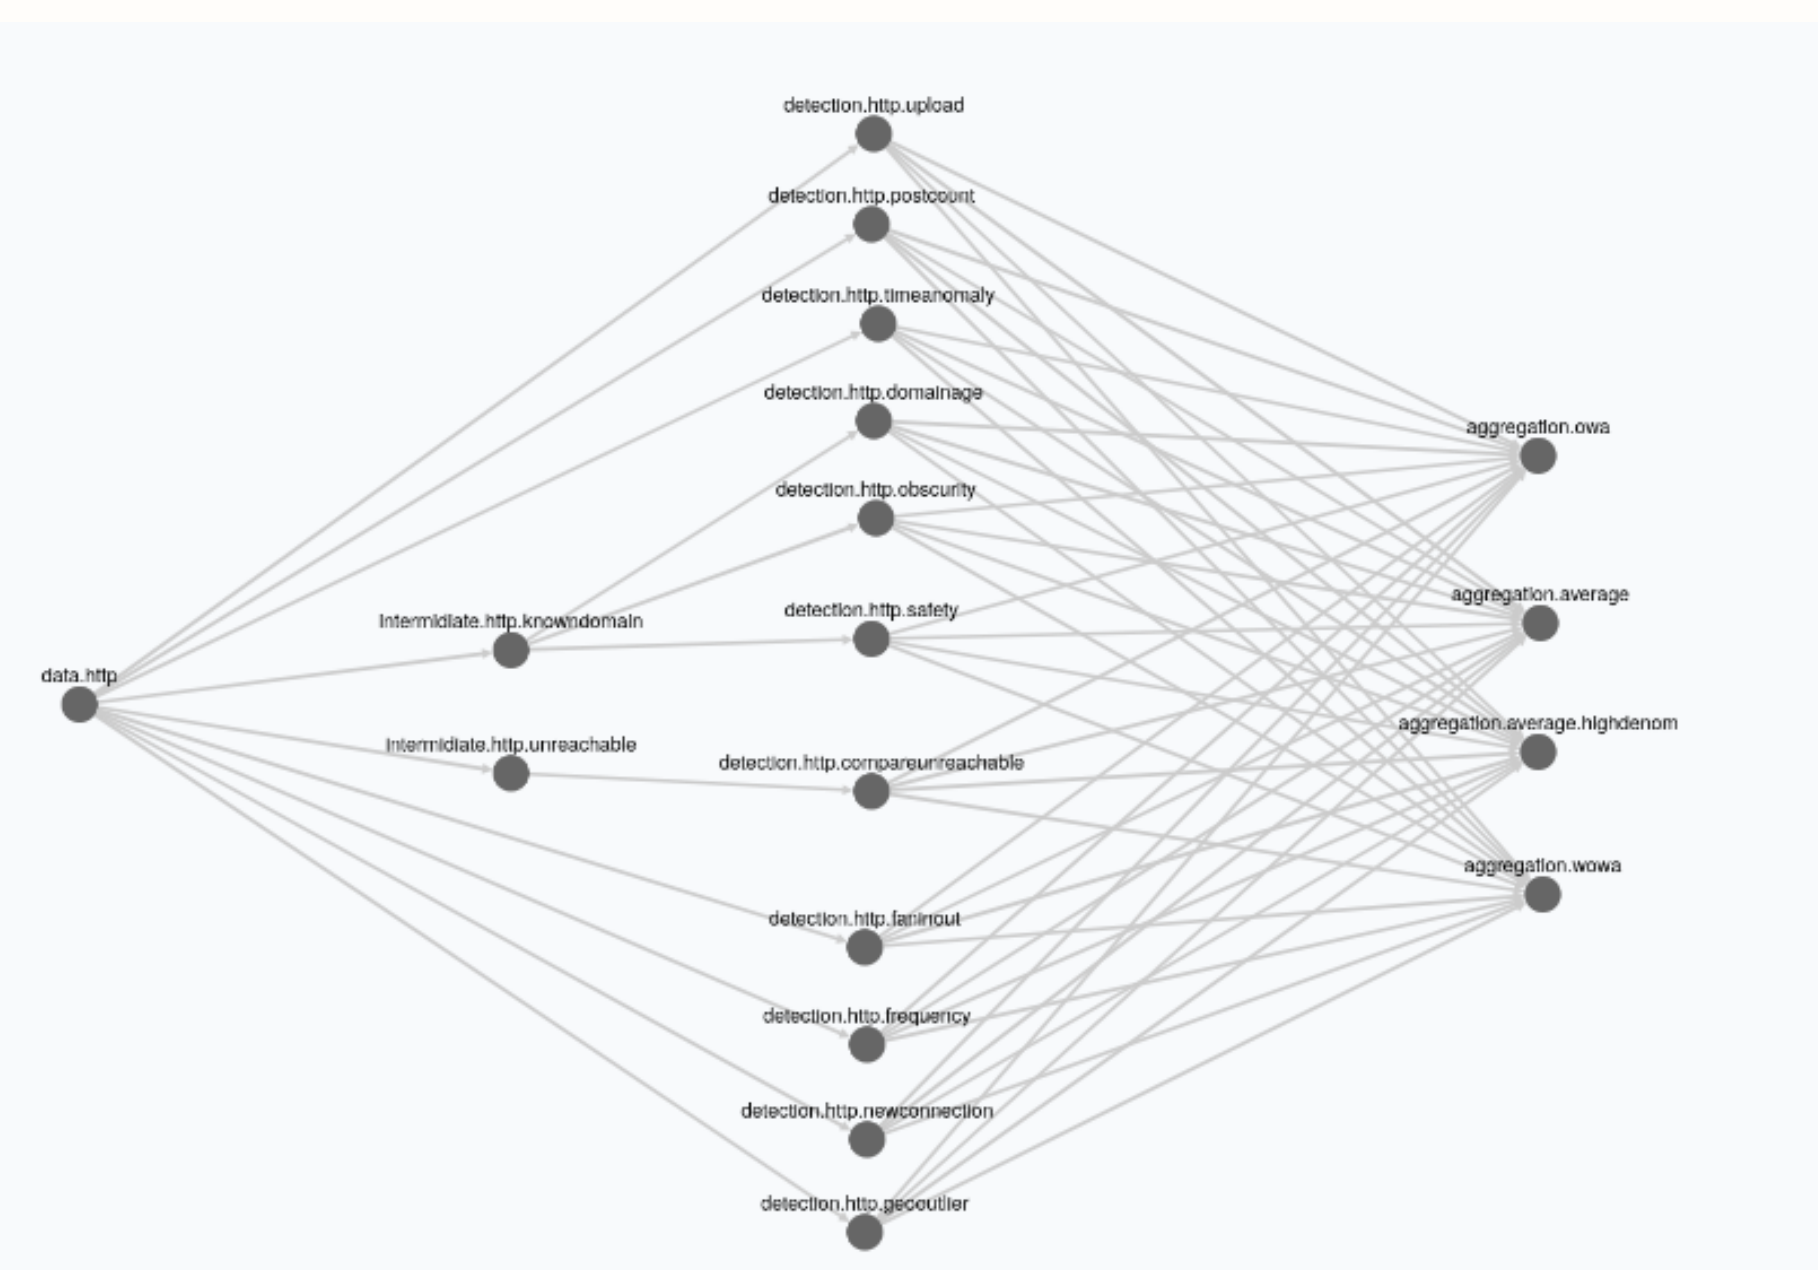 detection.http.upload
detection.http.postcount
detection.http.timeanomaly
detection.http.domainage
aggregation.owa
detection.http.obscurity
aggregation.average
detection.http.safety
intermidiate.http.knowndomain
data.http
aggregation.average.highdenom
intermidiate.http.unreachable
detection.http.compareunreachable
aggregation.wowa
detection.http.faninout
detection.http.frequency
detection.http.newconnection
detection.http.geooutlier